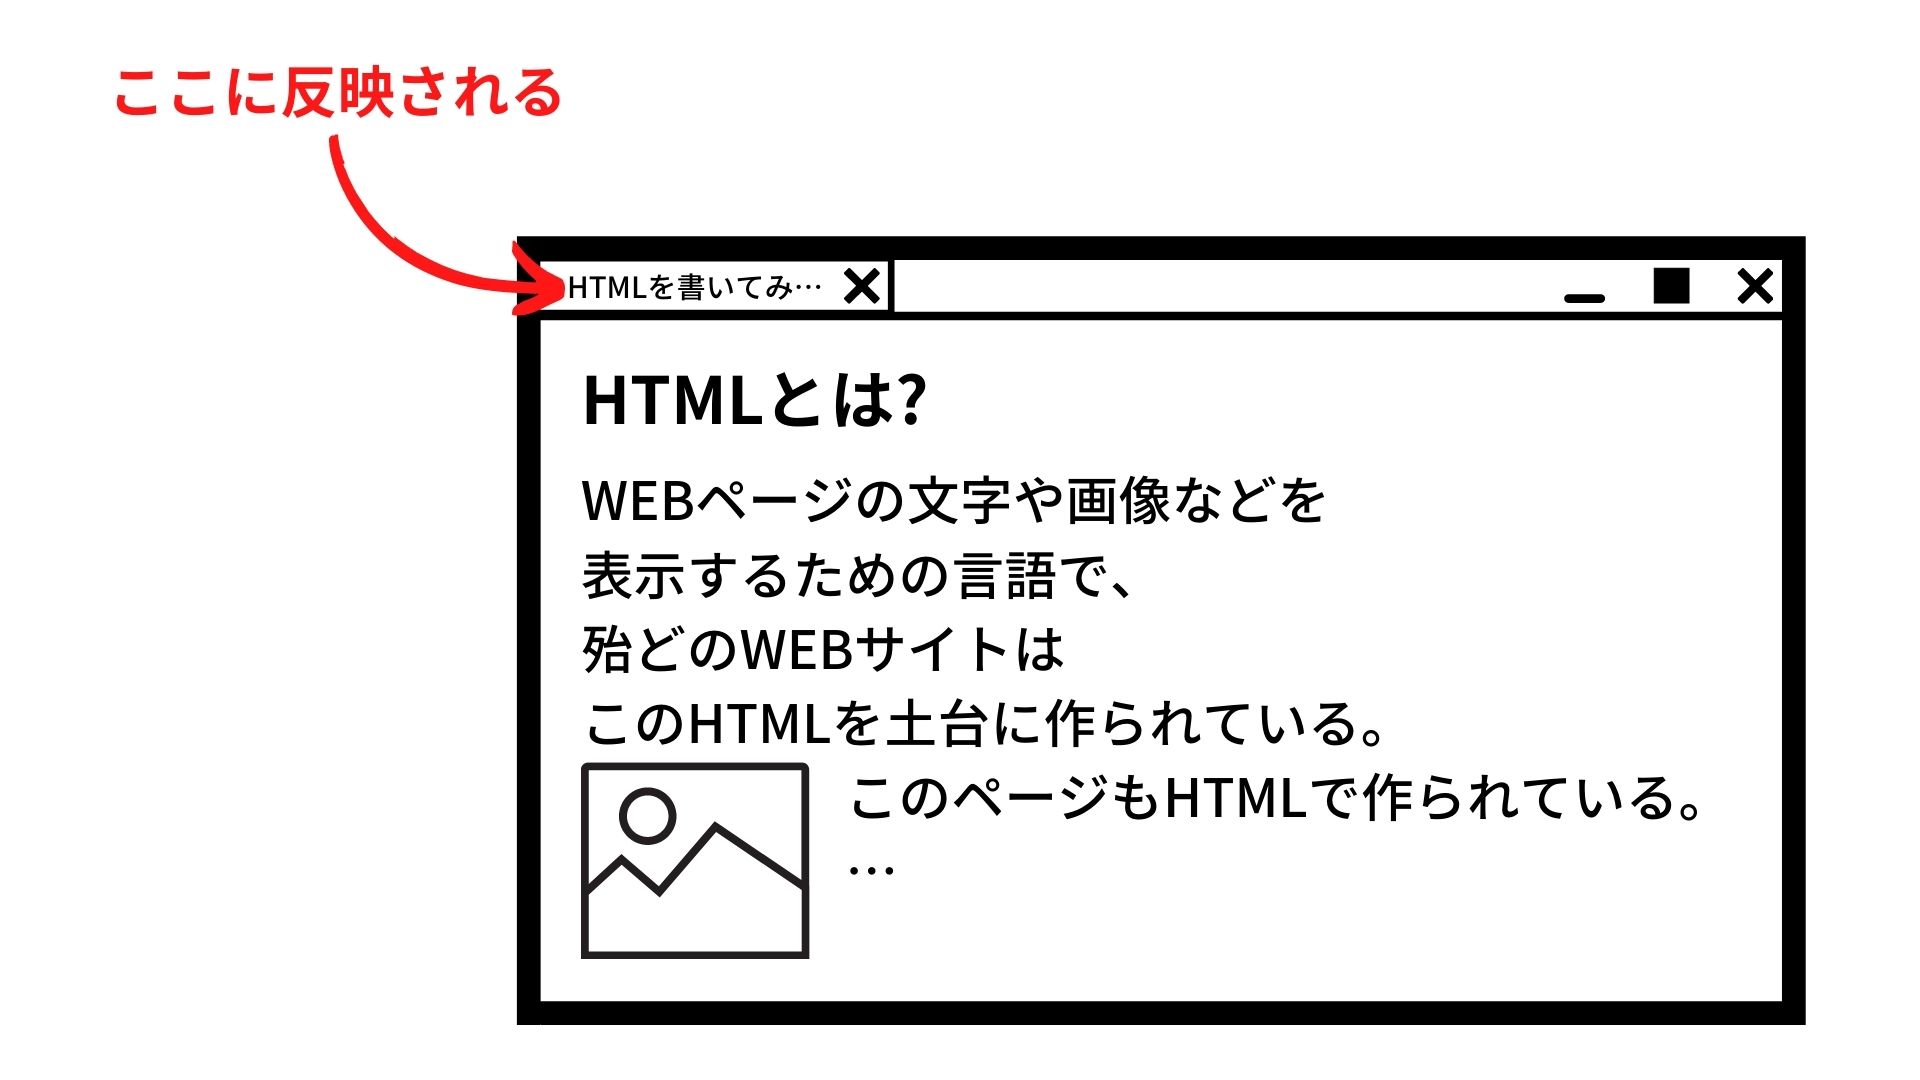 ここに反映される
HTMLを書いてみ…
HTMLとは?
WEBページの文字や画像などを
表示するための言語で、
殆どのWEBサイトは
このHTMLを土台に作られている。
このページもHTMLで作られている。
…